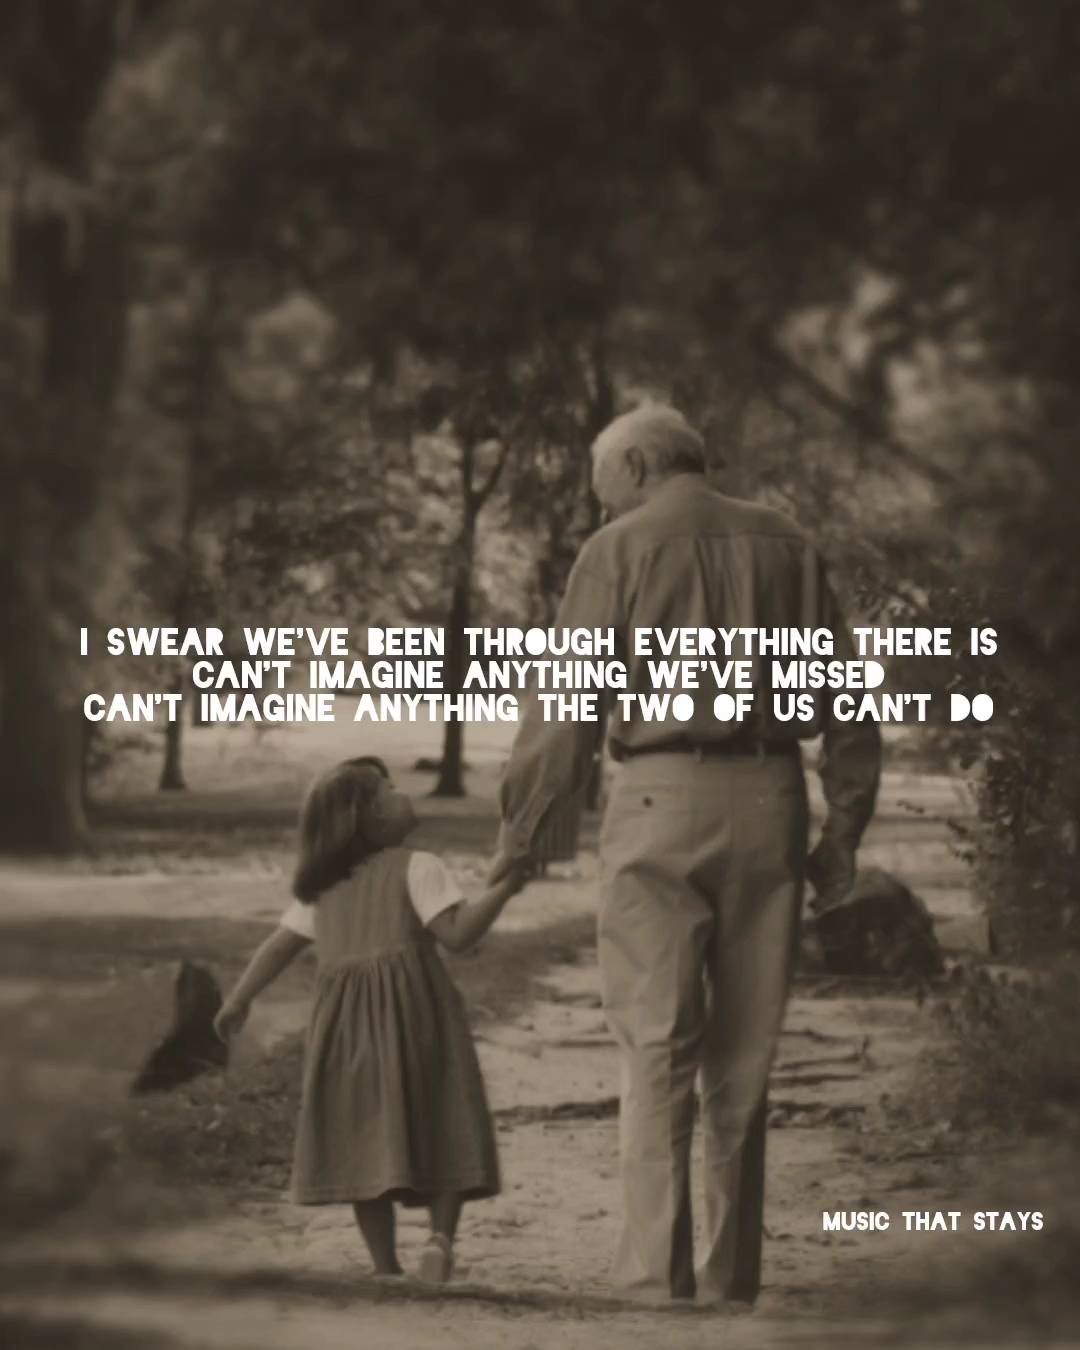 I SWEAR WE'VE BEEN THROUGH EVERYTHING THERE IS
CAN'T IMAGINE ANYTHING WE'VE MISSED
CAN'T IMAGINE ANYTHING THE TWO OF US CAN'T DO
MUSIC THAT STAYS